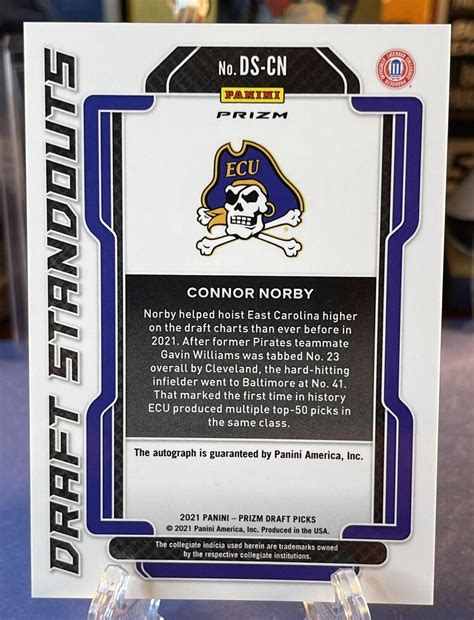 No. DS-CN
PANINI
PRIZM
ECU
DRAFT STANDOUTS
CONNOR NORBY
Norby helped hoist East Carolina higher
on the draft charts than ever before in
2021. After former Pirates teammate
Gavin Williams was tabbed No. 23
overall by Cleveland, the hard-hitting
infielder went to Baltimore at No. 41.
That marked the first time in history
ECU produced multiple top-50 picks in
the same class.
The autograph is guaranteed by Panini America, Inc.
2021 PANINI – PRIZM DRAFT PICKS
© 2021 Panini America, Inc. Produced in the USA.
The collegiate indicia used herein are trademarks owned
by the respective collegiate institutions.